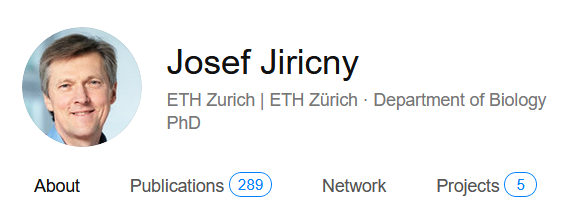 Josef Jiricny
ETH Zurich | ETH Zürich · Department of Biology
PhD
About Publications 289 Network Projects 5